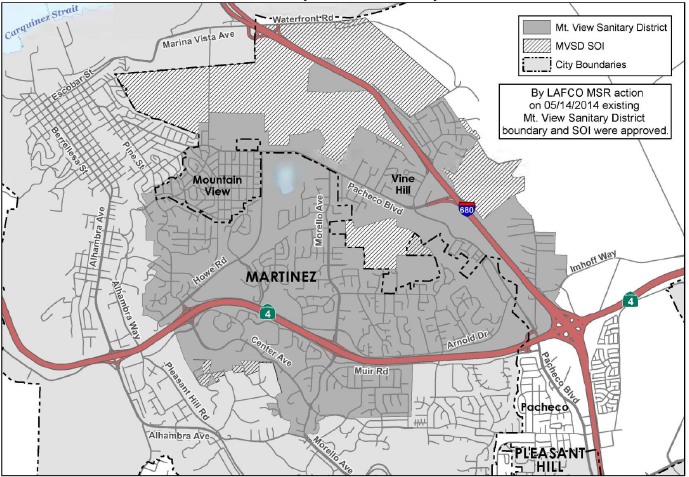 Carquinez Strait
Waterfront Rd
Marina Vista Ave
Mt. View Sanitary District
MVSD SOI
City Boundaries
By LAFCO MSR action
on 05/14/2014 existing
Mt. View Sanitary District
boundary and SOI were approved.
Escobar St
Berrellesa St
Pine St
Mountain
View
Vine
Hill
Pacheco Blvd
680
Morello Ave
Alhambra Ave
Howe Rd
MARTINEZ
Imhoff Way
4
4
Alhambra Way
Center Ave
Arnold Dr
Muir Rd
Pleasant Hill Rd
Pacheco Blvd
Pacheco
Alhambra Ave
Morello Ave
PLEASANT
HILL